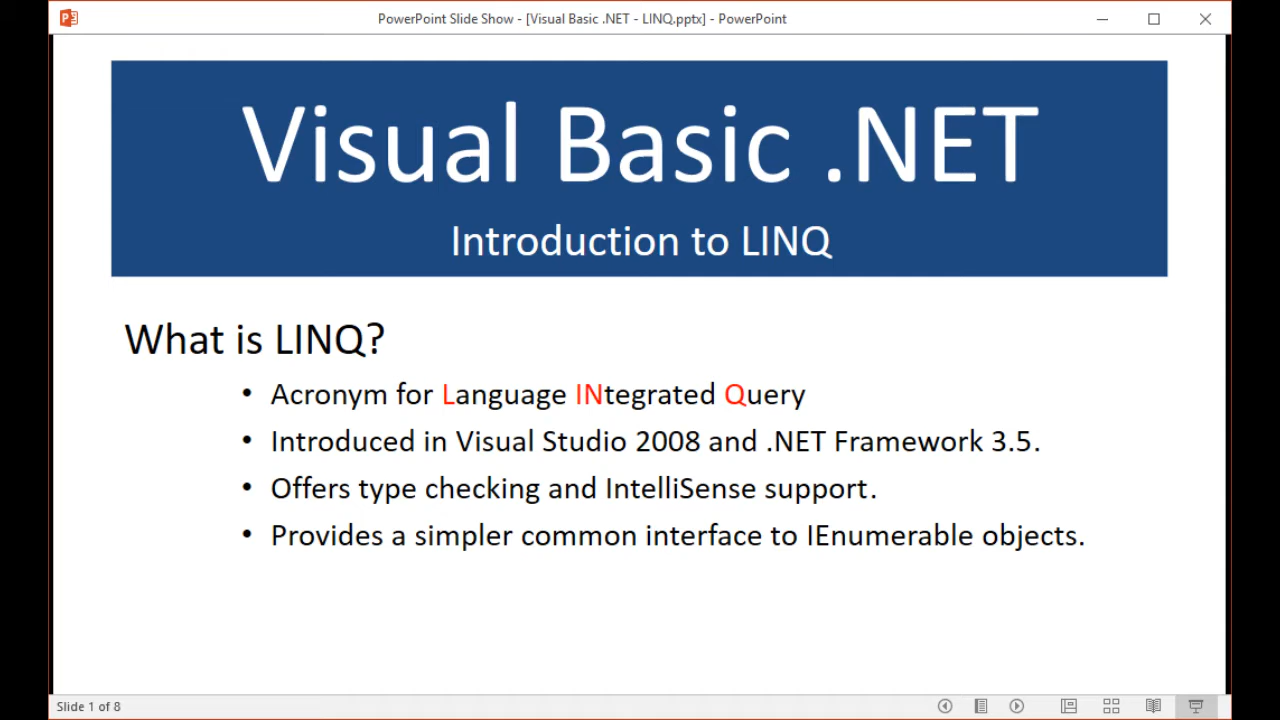 PowerPoint Slide Show - [Visual Basic .NET - LINQ.pptx] - PowerPoint
Visual Basic .NET
Introduction to LINQ
What is LINQ?
• Acronym for Language INtegrated Query
• Introduced in Visual Studio 2008 and .NET Framework 3.5.
• Offers type checking and IntelliSense support.
• Provides a simpler common interface to IEnumerable objects.
Slide 1 of 8